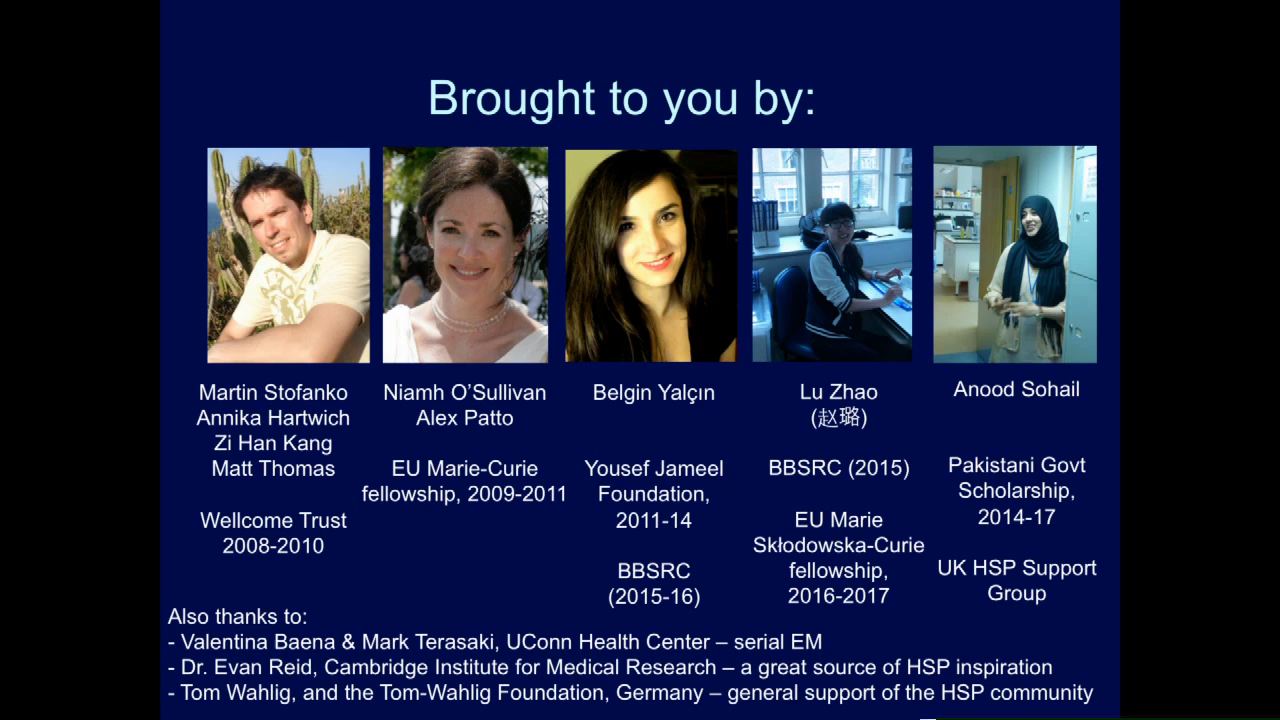 Brought to you by:
Martin Stofanko
Annika Hartwich
Zi Han Kang
Matt Thomas
Wellcome Trust
2008-2010
Niamh O’Sullivan
Alex Patto
EU Marie-Curie
fellowship, 2009-2011
Belgin Yalçın
Yousef Jameel
Foundation,
2011-14
BBSRC
(2015-16)
Lu Zhao
(赵璐)
BBSRC (2015)
EU Marie
Skłodowska-Curie
fellowship,
2016-2017
Anood Sohail
Pakistani Govt
Scholarship,
2014-17
UK HSP Support
Group
Also thanks to:
- Valentina Baena & Mark Terasaki, UConn Health Center – serial EM
- Dr. Evan Reid, Cambridge Institute for Medical Research – a great source of HSP inspiration
- Tom Wahlig, and the Tom-Wahlig Foundation, Germany – general support of the HSP community